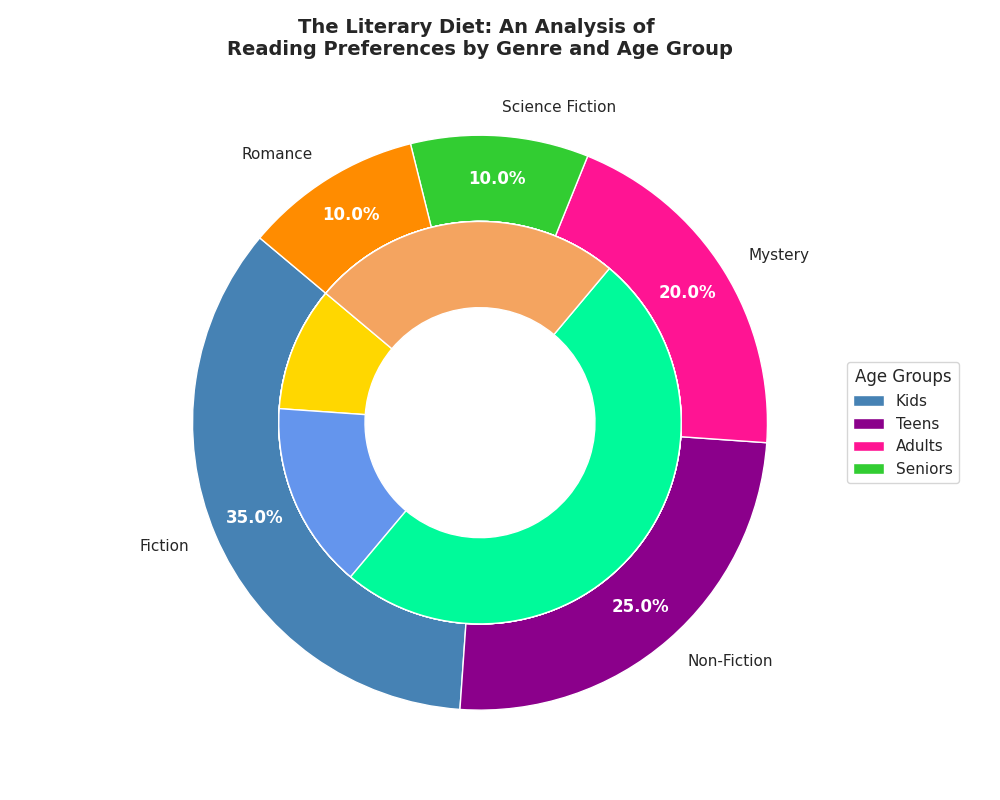 The Literary Diet: An Analysis of
Reading Preferences by Genre and Age Group
Science Fiction
Romance
10.0%
10.0%
Mystery
20.0%
Age Groups
Kids
Teens
Adults
Seniors
35.0%
Fiction
25.0%
Non-Fiction